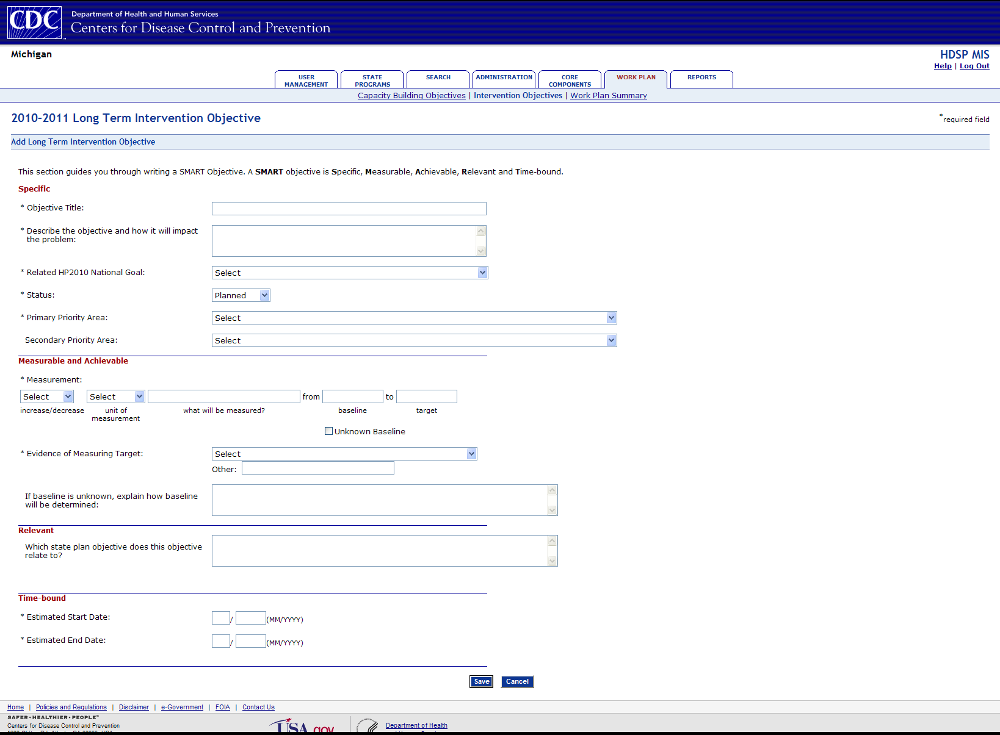 CDC
Department of Health and Human Services
Centers for Disease Control and Prevention
Michigan
HDSP MIS
Help | Log Out
USER MANAGEMENT
STATE PROGRAMS
SEARCH
ADMINISTRATION
CORE COMPONENTS
WORK PLAN
REPORTS
Capacity Building Objectives | Intervention Objectives | Work Plan Summary
2010-2011 Long Term Intervention Objective
*required field
Add Long Term Intervention Objective
This section guides you through writing a SMART Objective. A SMART objective is Specific, Measurable, Achievable, Relevant and Time-bound.
Specific
* Objective Title:
* Describe the objective and how it will impact
the problem:
* Related HP2010 National Goal:
Select
* Status:
Planned
* Primary Priority Area:
Select
Secondary Priority Area:
Select
Measurable and Achievable
* Measurement:
Select Select from to
increase/decrease unit of measurement what will be measured? baseline target
Unknown Baseline
* Evidence of Measuring Target:
Select
Other:
If baseline is unknown, explain how baseline
will be determined:
Relevant
Which state plan objective does this objective
relate to?
Time-bound
* Estimated Start Date:
/ (MM/YYYY)
* Estimated End Date:
/ (MM/YYYY)
Save Cancel
Home | Policies and Regulations | Disclaimer | e-Government | FOIA | Contact Us
SAFER·HEALTHIER·PEOPLE™
Centers for Disease Control and Prevention
USA.gov
Department of Health